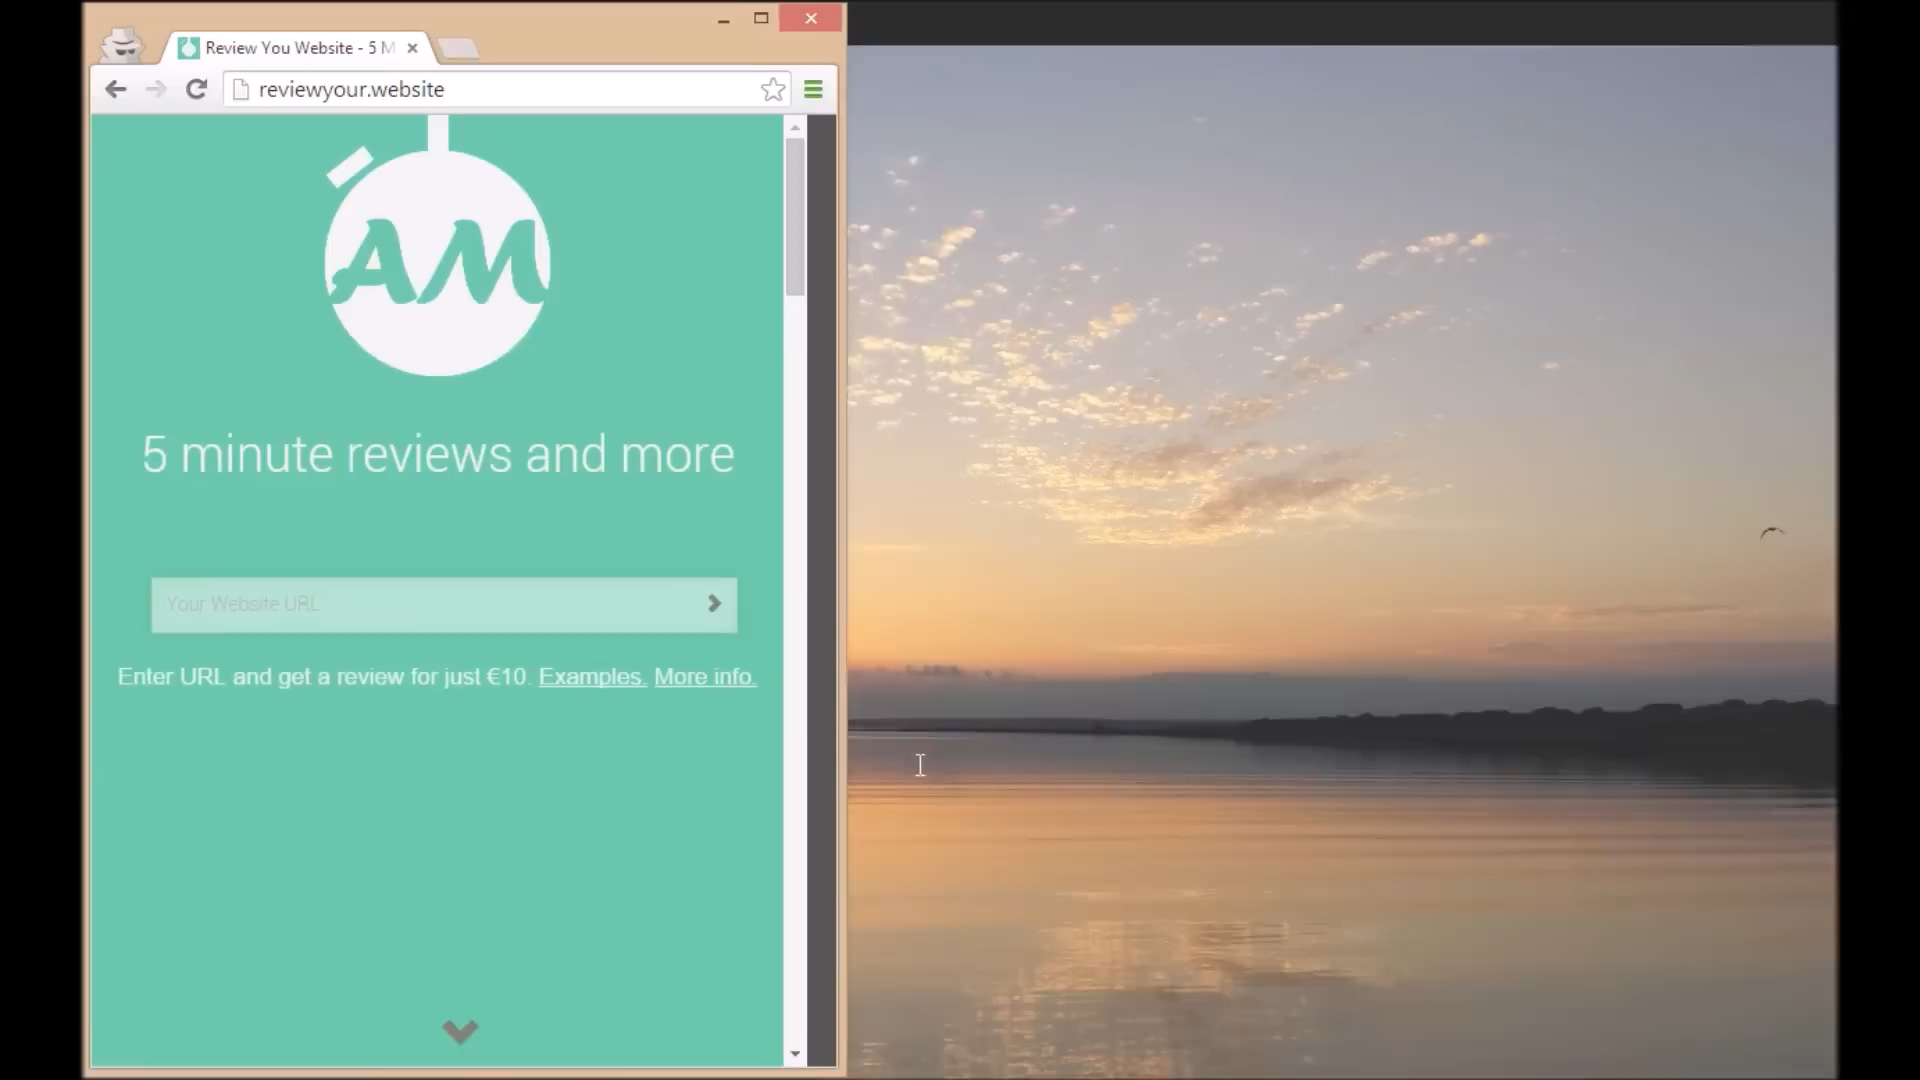 Review You Website - 5 M
reviewyour.website
AM
5 minute reviews and more
Your Website URL
Enter URL and get a review for just €10. Examples. More info.